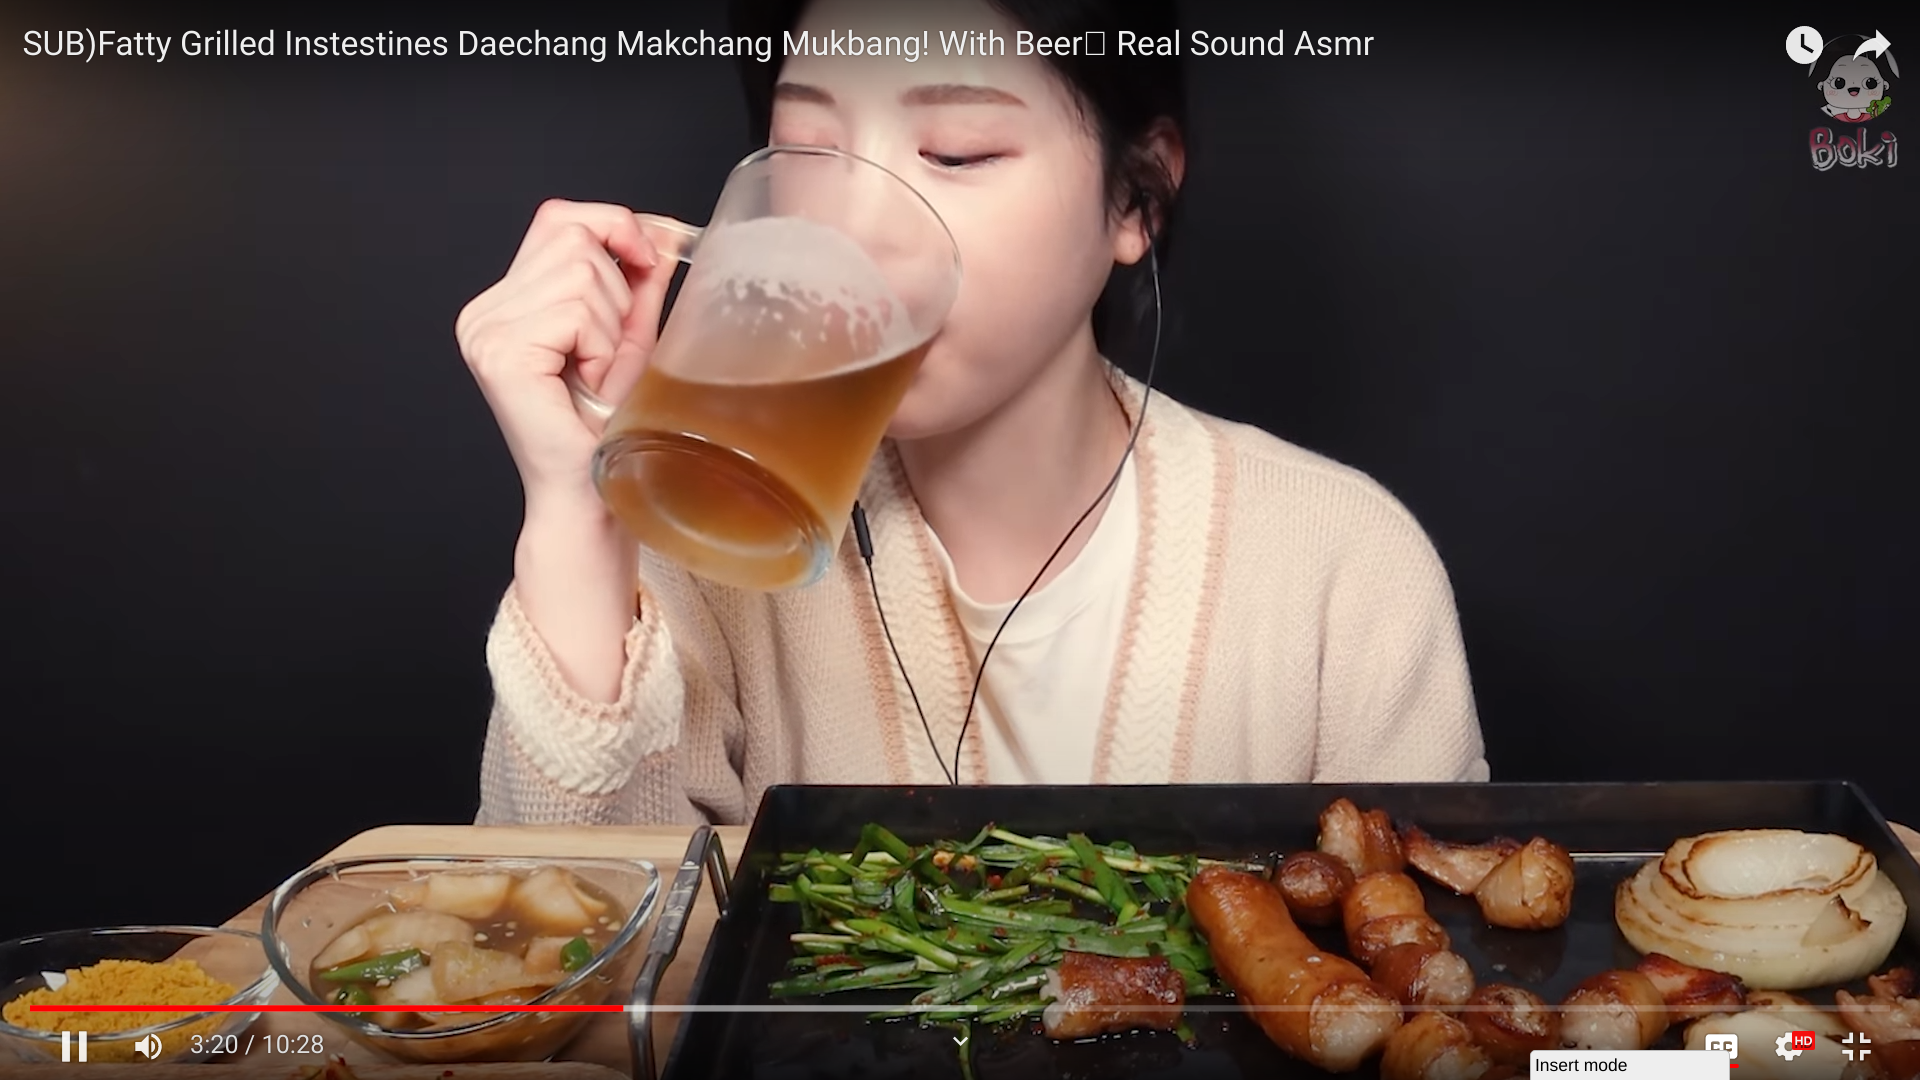 SUB)Fatty Grilled Instestines Daechang Makchang Mukbang! With Beer▯ Real Sound Asmr
Boki
3:20 / 10:28
CC
HD
Insert mode